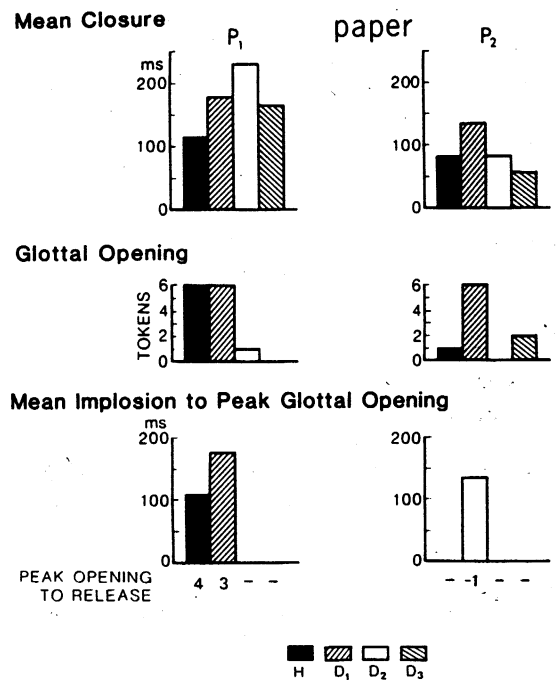 Mean Closure
P1
paper
P2
ms
200
100
0
200
100
0
Glottal Opening
TOKENS
6
4
2
0
6
4
2
0
Mean Implosion to Peak Glottal Opening
ms
200
100
0
200
100
0
PEAK OPENING
TO RELEASE
4 3 - -
- -1 - -
H D1 D2 D3